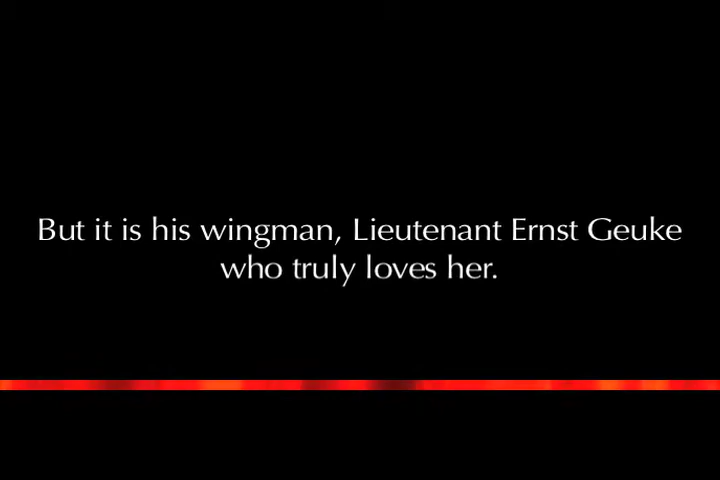 But it is his wingman, Lieutenant Ernst Geuke
who truly loves her.